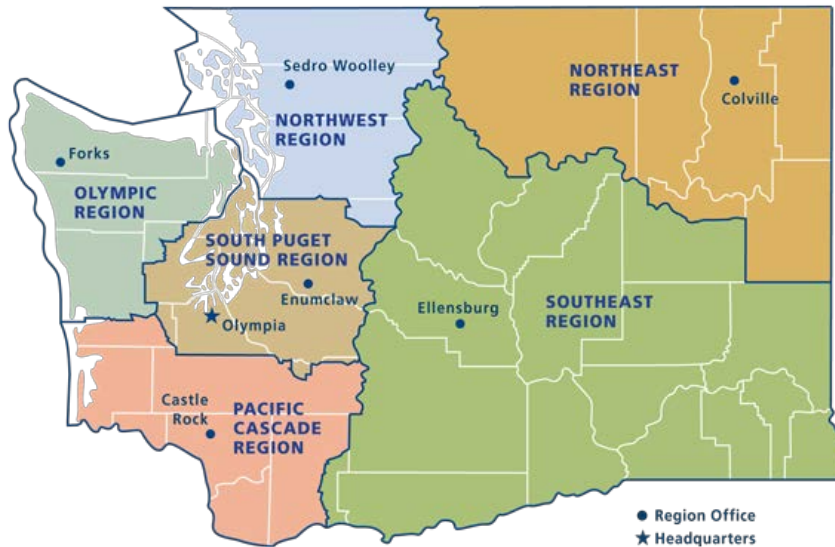 Sedro Woolley
NORTHWEST
REGION
NORTHEAST
REGION
Colville
Forks
OLYMPIC
REGION
SOUTH PUGET
SOUND REGION
Enumclaw
Olympia
Ellensburg
SOUTHEAST
REGION
Castle
Rock
PACIFIC
CASCADE
REGION
Region Office
Headquarters